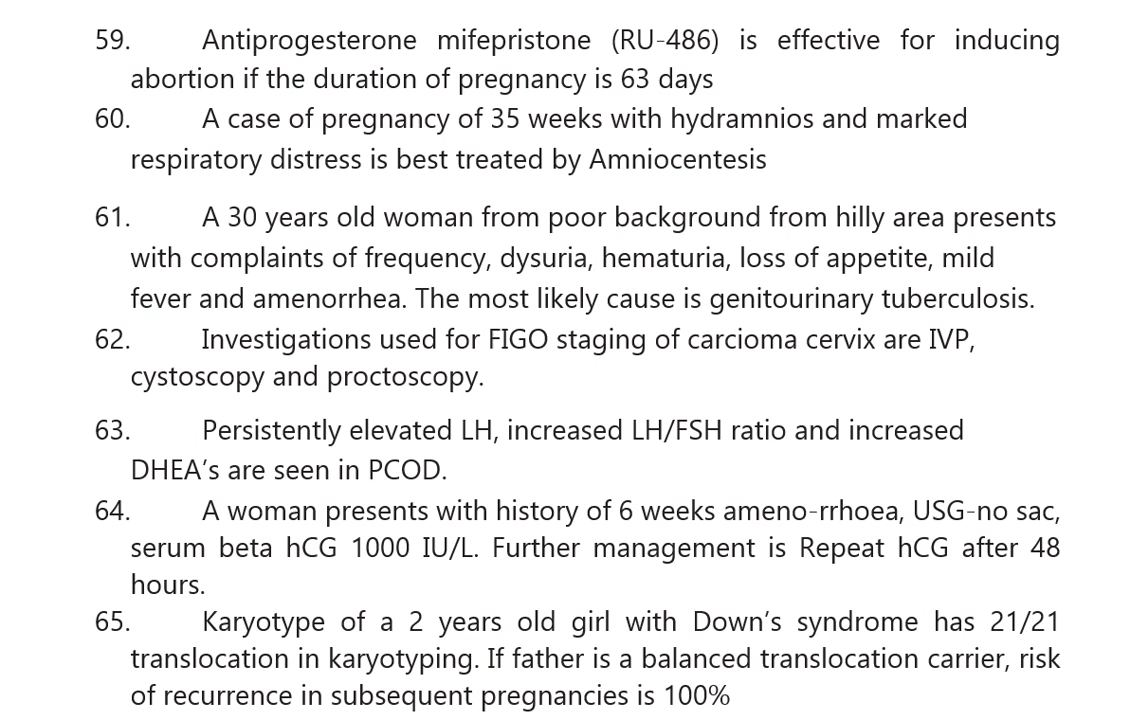 59. Antiprogesterone mifepristone (RU-486) is effective for inducing
abortion if the duration of pregnancy is 63 days
60. A case of pregnancy of 35 weeks with hydramnios and marked
respiratory distress is best treated by Amniocentesis
61. A 30 years old woman from poor background from hilly area presents
with complaints of frequency, dysuria, hematuria, loss of appetite, mild
fever and amenorrhea. The most likely cause is genitourinary tuberculosis.
62. Investigations used for FIGO staging of carcioma cervix are IVP,
cystoscopy and proctoscopy.
63. Persistently elevated LH, increased LH/FSH ratio and increased
DHEA’s are seen in PCOD.
64. A woman presents with history of 6 weeks ameno-rrhoea, USG-no sac,
serum beta hCG 1000 IU/L. Further management is Repeat hCG after 48
hours.
65. Karyotype of a 2 years old girl with Down’s syndrome has 21/21
translocation in karyotyping. If father is a balanced translocation carrier, risk
of recurrence in subsequent pregnancies is 100%